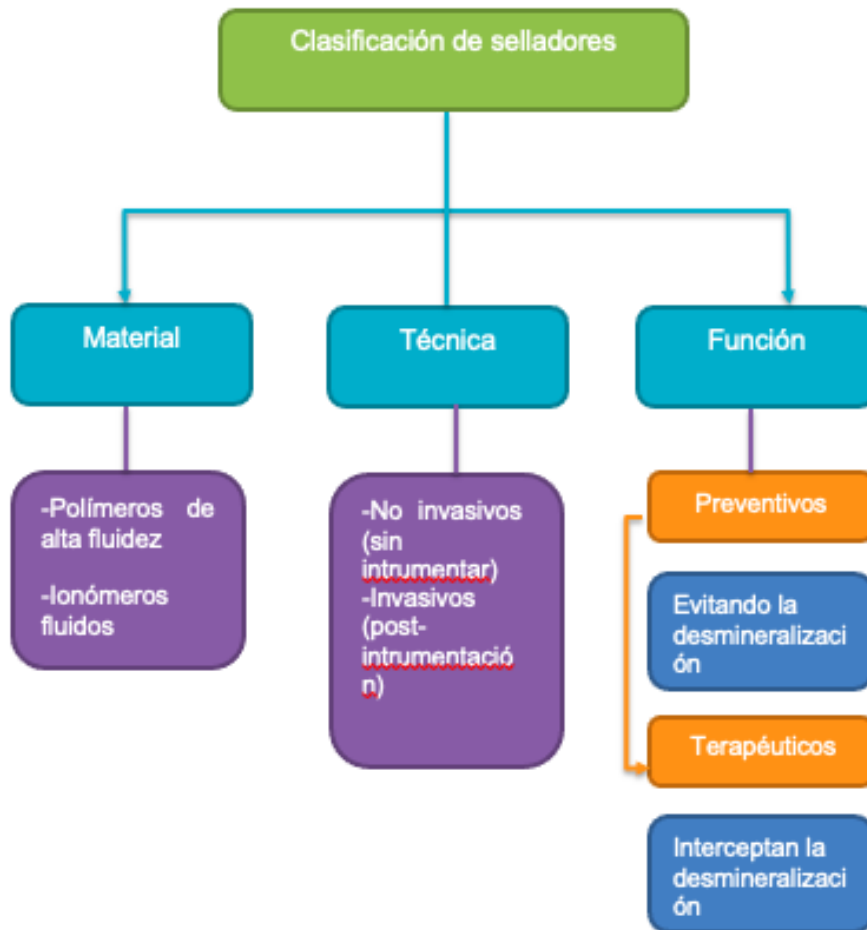 Clasificación de selladores
Material
Técnica
Función
-Polímeros de
alta fluidez
-Ionómeros
fluidos
-No invasivos
(sin
intrumentar)
-Invasivos
(post-
intrumentació
n)
Preventivos
Evitando la
desmineralizaci
ón
Terapéuticos
Interceptan la
desmineralizaci
ón